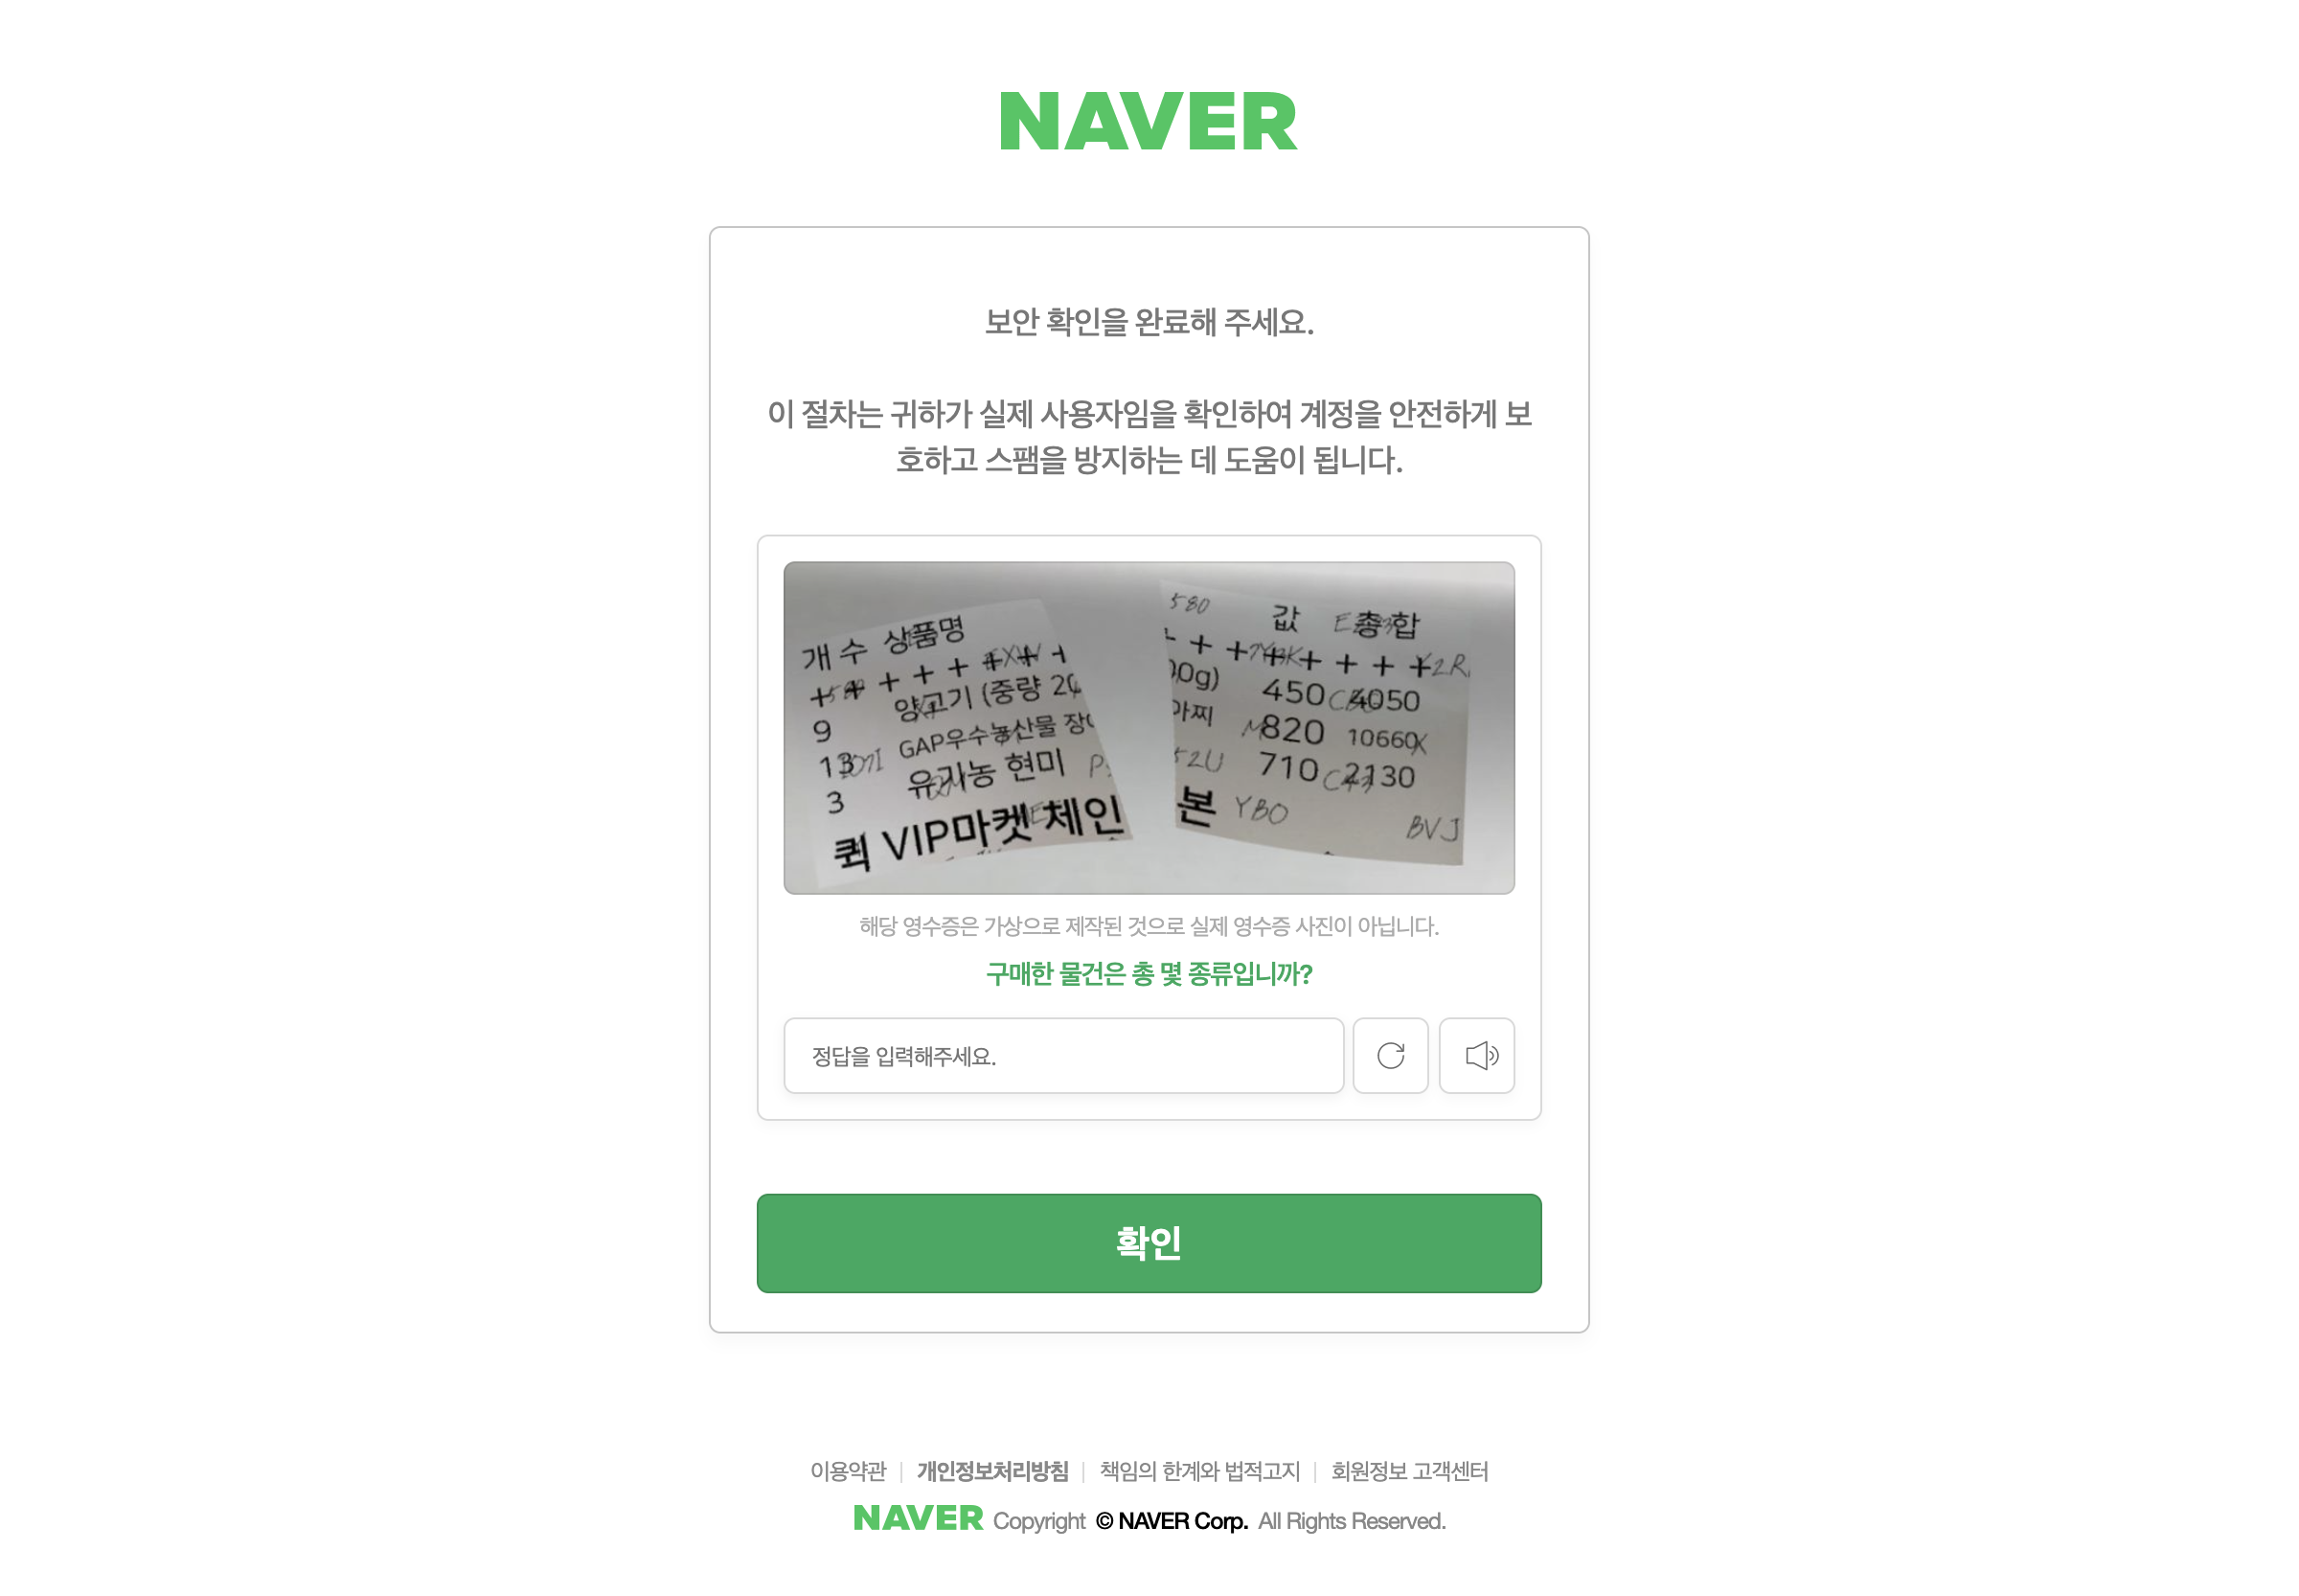 NAVER
보안 확인을 완료해 주세요.
이 절차는 귀하가 실제 사용자임을 확인하여 계정을 안전하게 보
호하고 스팸을 방지하는 데 도움이 됩니다.
개 수 상품명
+ + + + + + + +
9 양고기 (중량 20
13 GAP우수농산물 장
3 유기농 현미
퀵 VIP마켓 체인
580 값 총합
+ + + + + + + +
00g) 450 4050
아찌 820 10660
52U 710 2130
본 YBO BVJ
해당 영수증은 가상으로 제작된 것으로 실제 영수증 사진이 아닙니다.
구매한 물건은 총 몇 종류입니까?
정답을 입력해주세요.
확인
이용약관 | 개인정보처리방침 | 책임의 한계와 법적고지 | 회원정보 고객센터
NAVER Copyright © NAVER Corp. All Rights Reserved.